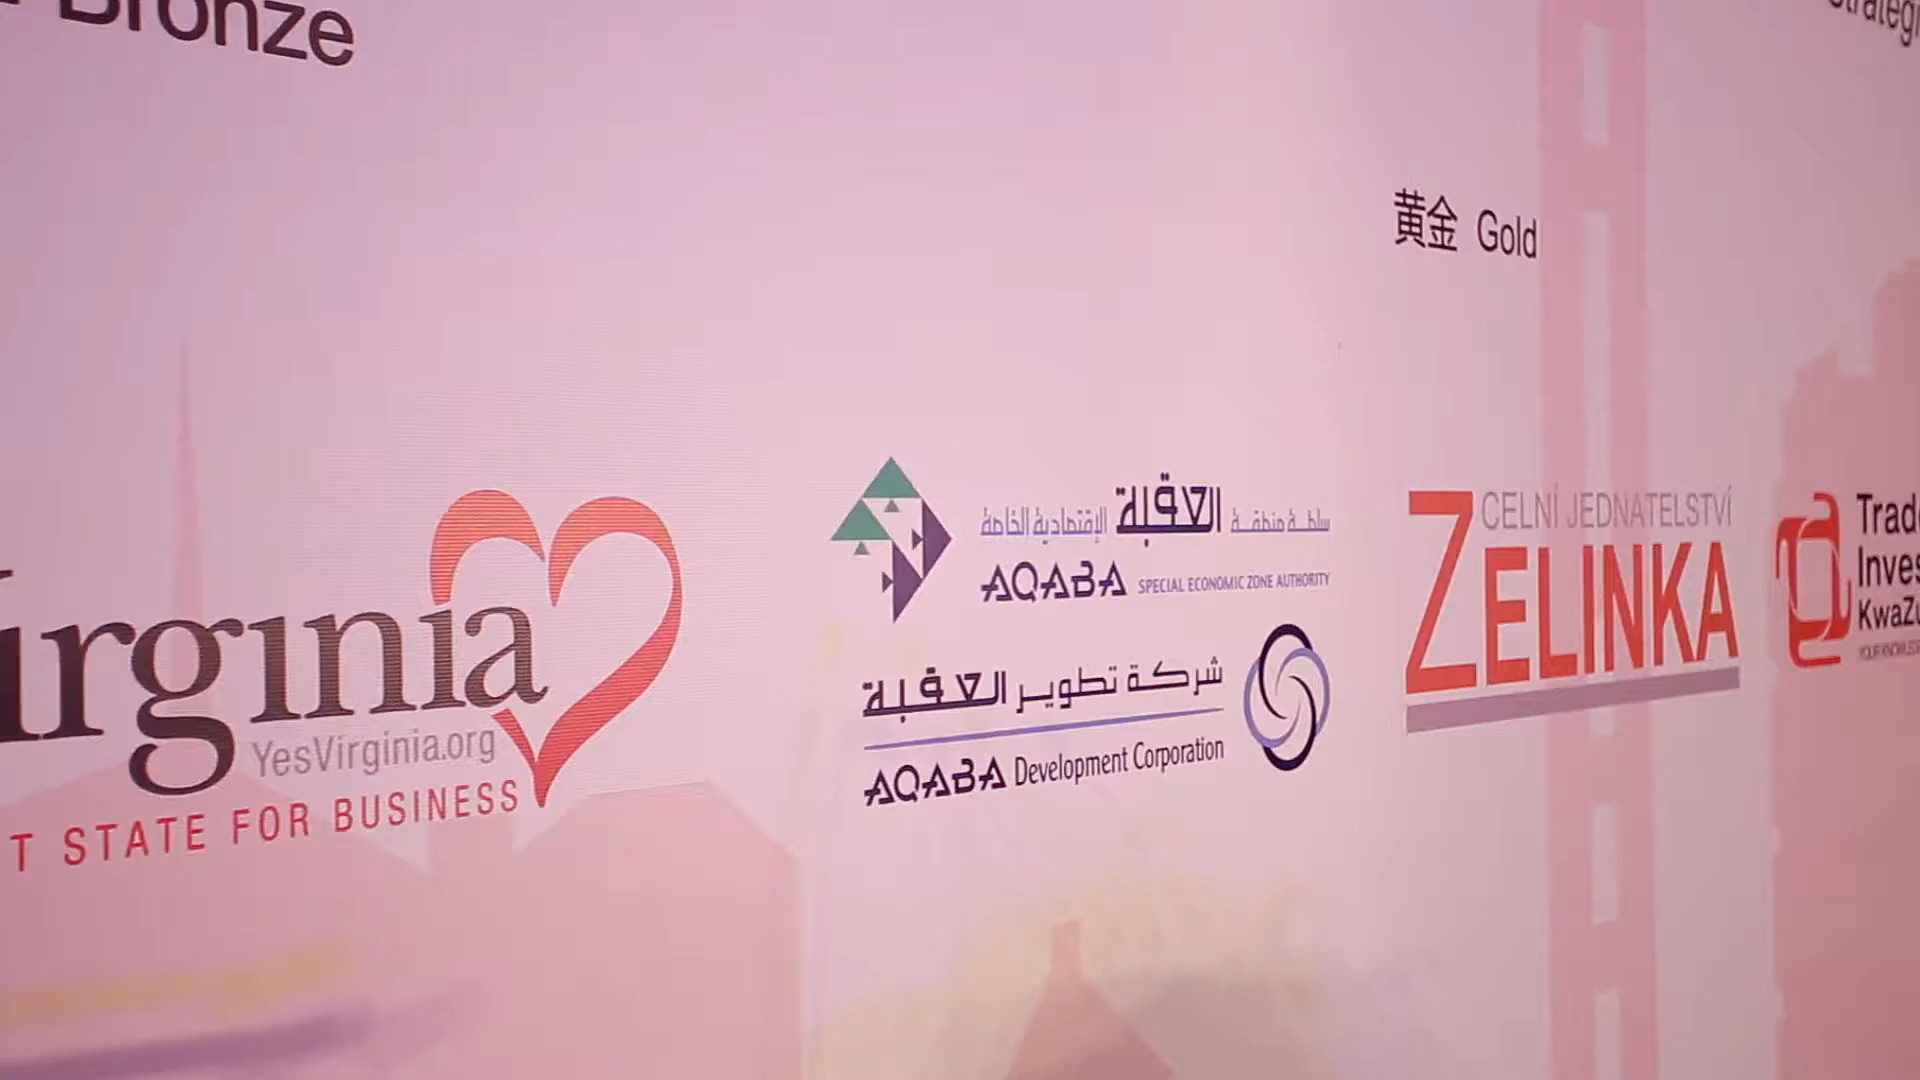 Bronze
黄金 Gold
Virginia
YesVirginia.org
T STATE FOR BUSINESS
سلطة منطقة العقبة الإقتصادية الخاصة
AQABA SPECIAL ECONOMIC ZONE AUTHORITY
شركة تطوير العقبة
AQABA Development Corporation
CELNÍ JEDNATELSTVÍ
ZELINKA
Trade
Inves
KwaZu